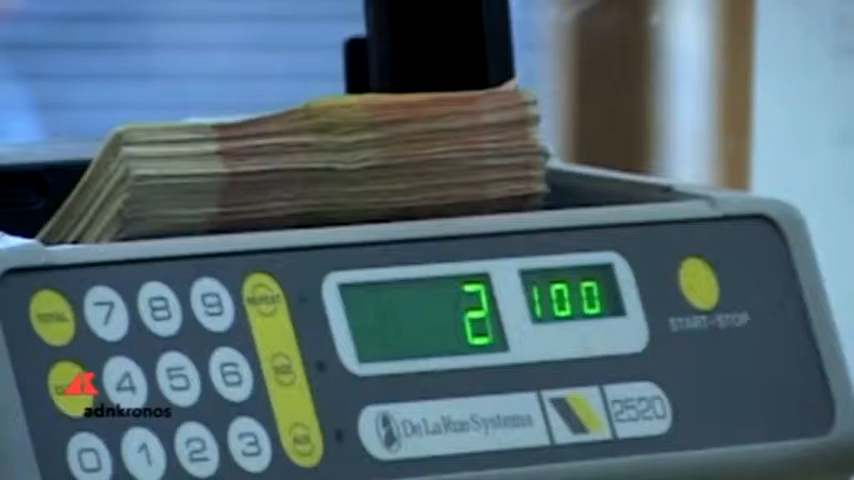 2 100
TOTAL 7 8 9 REPEAT
START-STOP
4 5 6
adnkronos
De La Rue Systems 2520
0 1 2 3